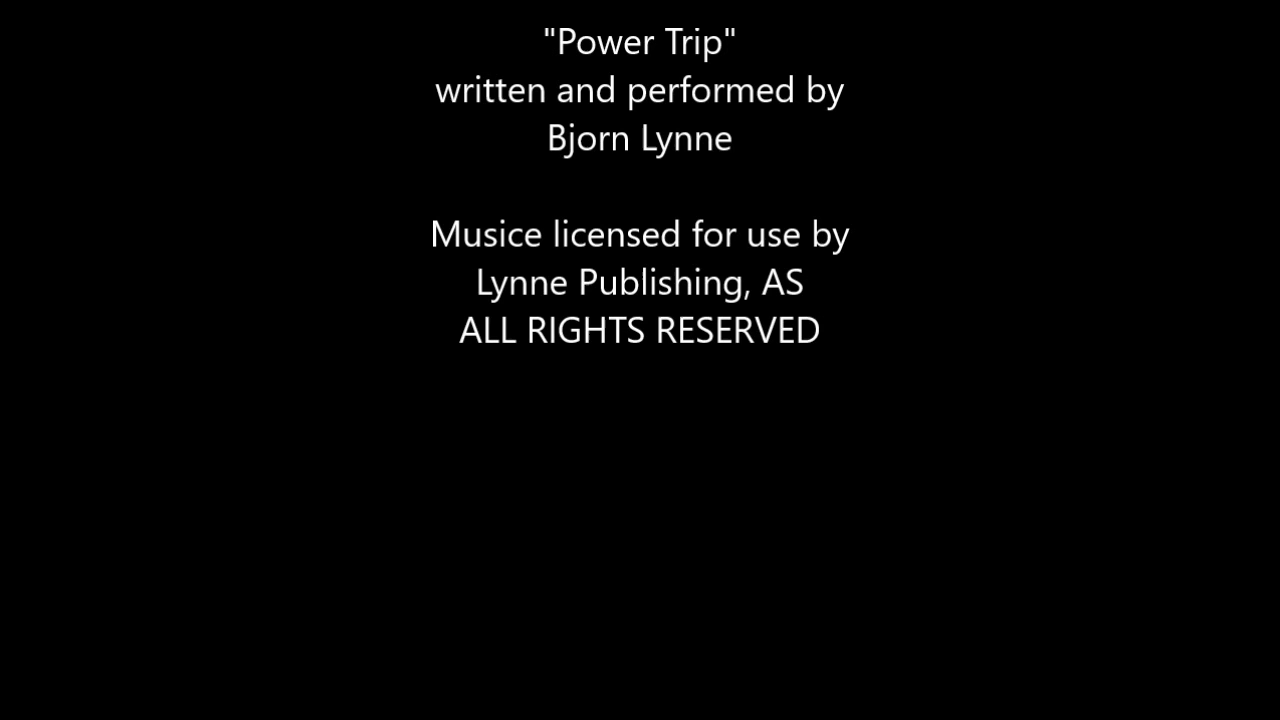 "Power Trip"
written and performed by
Bjorn Lynne
Musice licensed for use by
Lynne Publishing, AS
ALL RIGHTS RESERVED